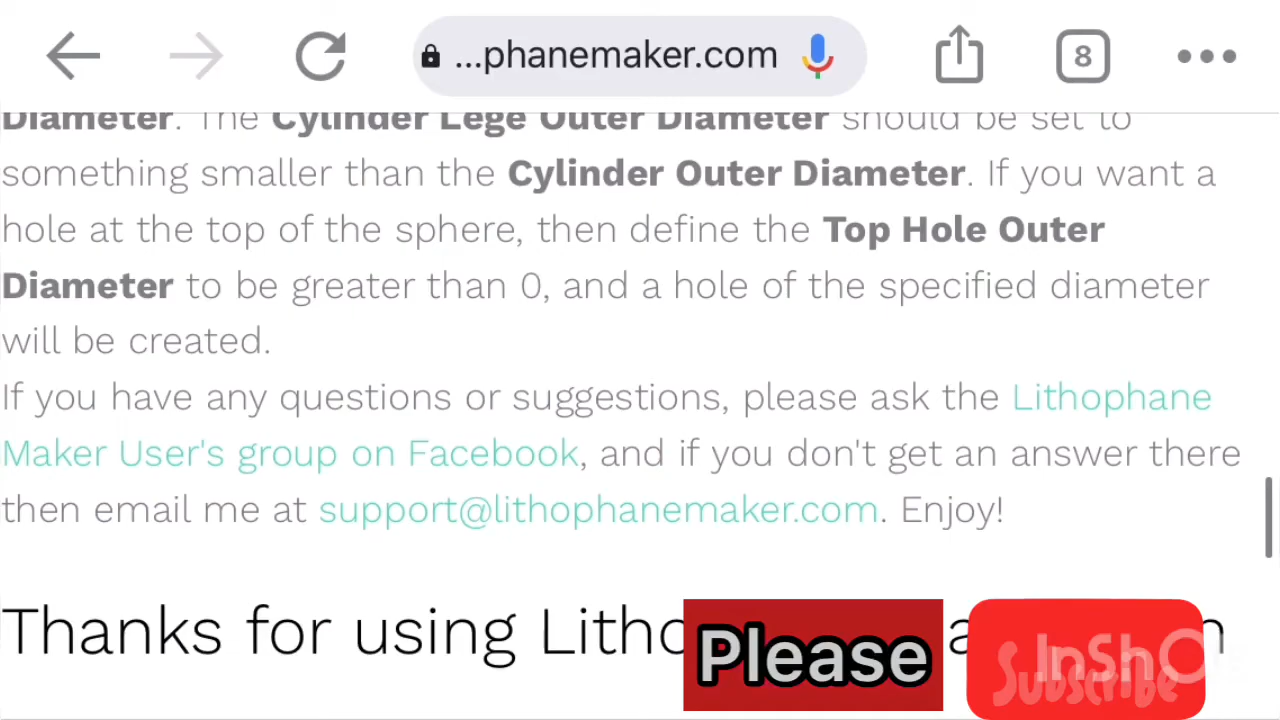 ...phanemaker.com
8
Diameter. The Cylinder Lege Outer Diameter should be set to
something smaller than the Cylinder Outer Diameter. If you want a
hole at the top of the sphere, then define the Top Hole Outer
Diameter to be greater than 0, and a hole of the specified diameter
will be created.
If you have any questions or suggestions, please ask the Lithophane
Maker User's group on Facebook, and if you don't get an answer there
then email me at support@lithophanemaker.com. Enjoy!
Thanks for using Litho
Please
InShOt
Subscribe